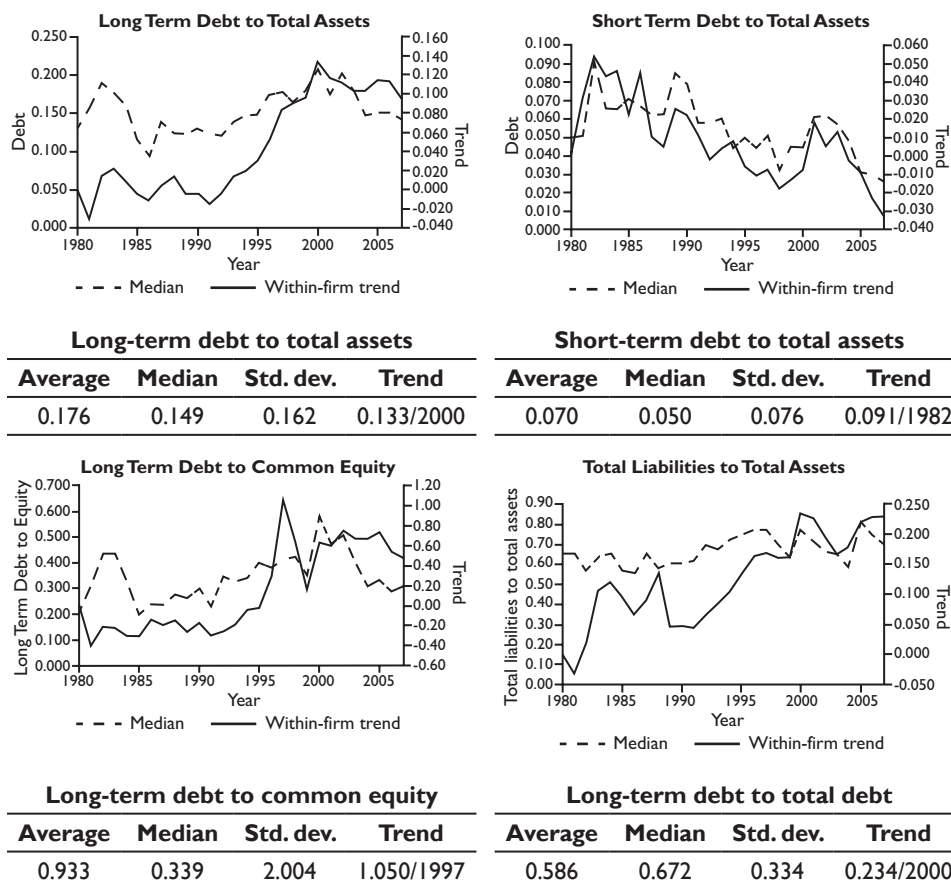 Long Term Debt to Total Assets
0.250
0.200
0.150
0.100
0.050
0.000
Debt
0.160
0.140
0.120
0.100
0.080
0.060
0.040
0.020
0.000
-0.020
-0.040
Trend
1980 1985 1990 1995 2000 2005
Year
Median Within-firm trend
Short Term Debt to Total Assets
0.100
0.090
0.080
0.070
0.060
0.050
0.040
0.030
0.020
0.010
0.000
Debt
0.060
0.050
0.040
0.030
0.020
0.010
0.000
-0.010
-0.020
-0.030
-0.040
Trend
1980 1985 1990 1995 2000 2005
Year
Median Within-firm trend
Long-term debt to total assets
Average Median Std. dev. Trend
0.176 0.149 0.162 0.133/2000
Short-term debt to total assets
Average Median Std. dev. Trend
0.070 0.050 0.076 0.091/1982
Long Term Debt to Common Equity
0.700
0.600
0.500
0.400
0.300
0.200
0.100
0.000
Long Term Debt to Equity
1.20
1.00
0.80
0.60
0.40
0.20
0.00
-0.20
-0.40
-0.60
Trend
1980 1985 1990 1995 2000 2005
Year
Median Within-firm trend
Total Liabilities to Total Assets
0.90
0.80
0.70
0.60
0.50
0.40
0.30
0.20
0.10
0.00
Total liabilities to total assets
0.250
0.200
0.150
0.100
0.050
0.000
-0.050
Trend
1980 1985 1990 1995 2000 2005
Year
Median Within-firm trend
Long-term debt to common equity
Average Median Std. dev. Trend
0.933 0.339 2.004 1.050/1997
Long-term debt to total debt
Average Median Std. dev. Trend
0.586 0.672 0.334 0.234/2000